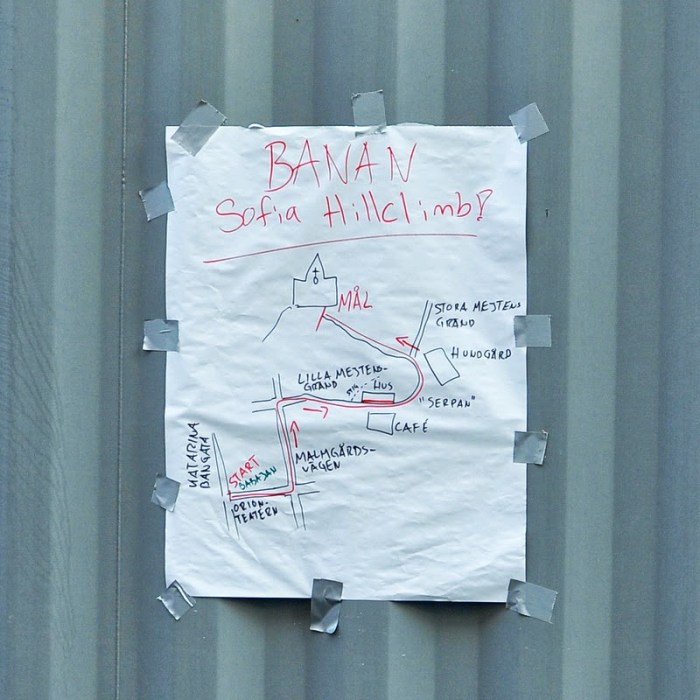 BANAN
Sofia Hillclimb!
MÅL
STORA MEJTENS
GRÄND
HUNDGÅRD
LILLA MEJTENS-
GRÄND
HUS
"SERPAN"
CAFÉ
KATARINA
BANGATA
MALMGÅRDS-
VÄGEN
START
ORION-
TEATERN